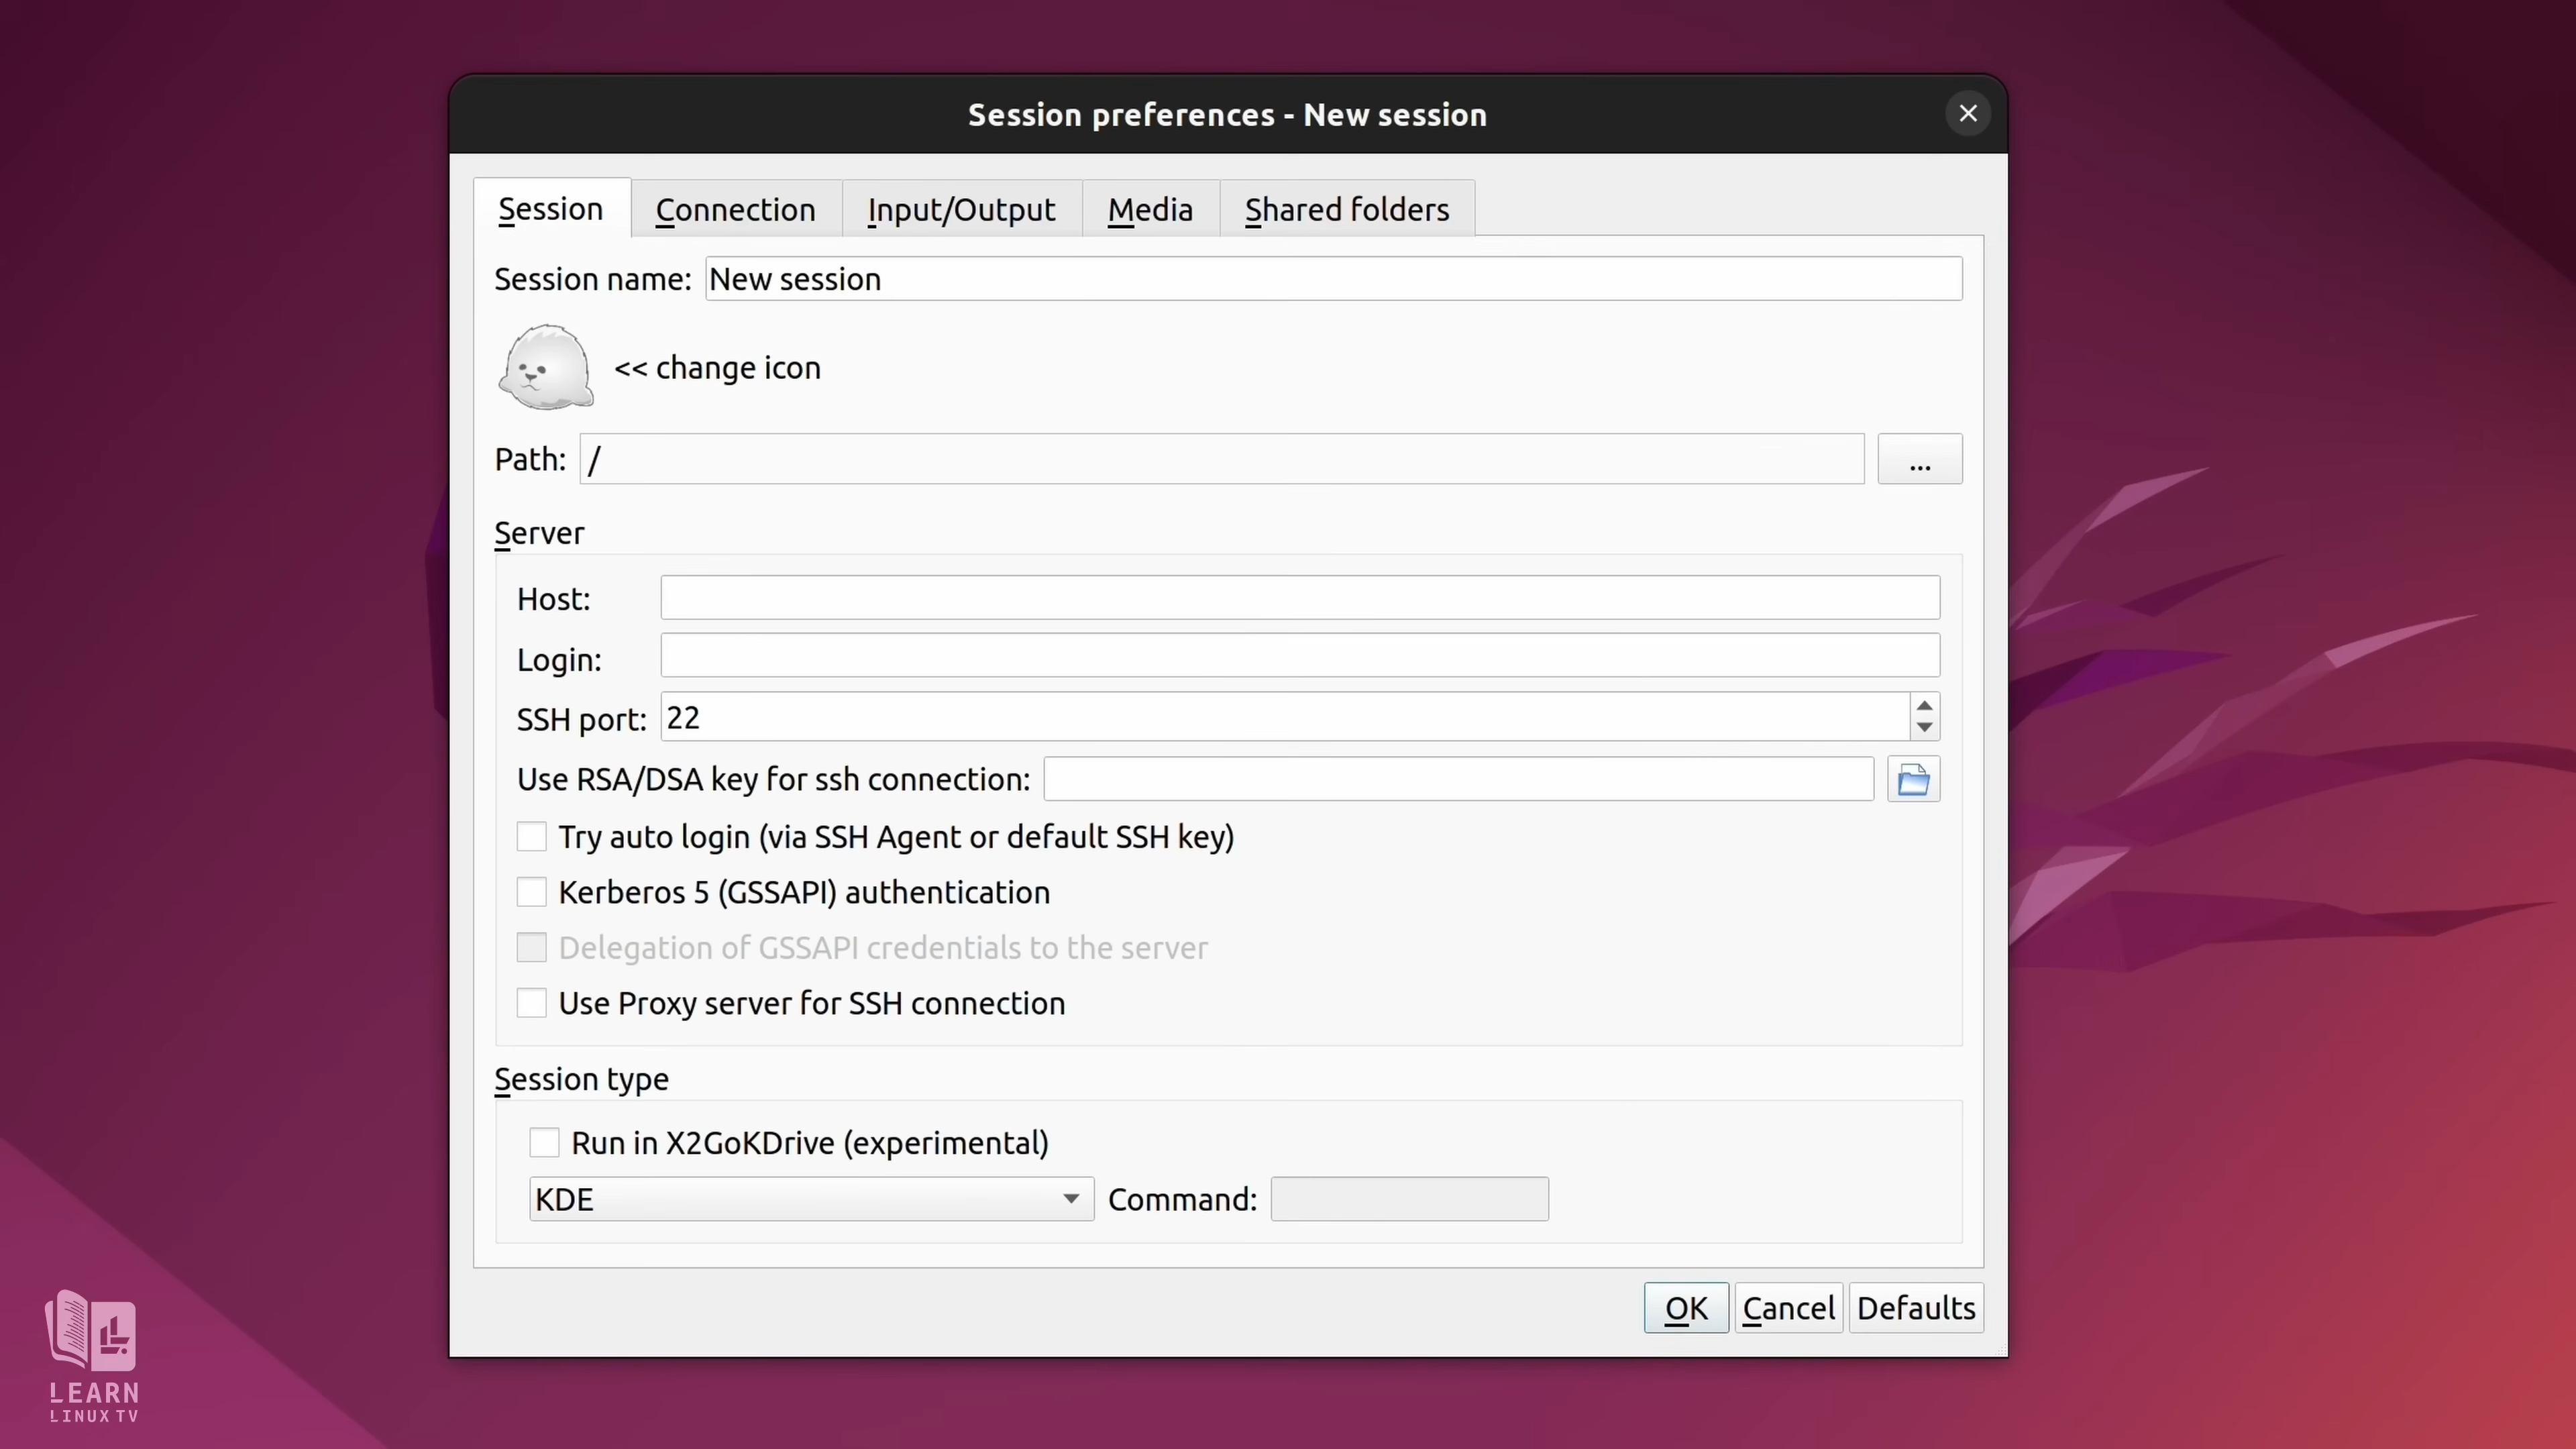 Session preferences - New session
Session Connection Input/Output Media Shared folders
Session name: New session
<< change icon
Path: / ...
Server
Host:
Login:
SSH port: 22
Use RSA/DSA key for ssh connection:
Try auto login (via SSH Agent or default SSH key)
Kerberos 5 (GSSAPI) authentication
Delegation of GSSAPI credentials to the server
Use Proxy server for SSH connection
Session type
Run in X2GoKDrive (experimental)
KDE Command:
OK Cancel Defaults
LEARN
LINUX TV